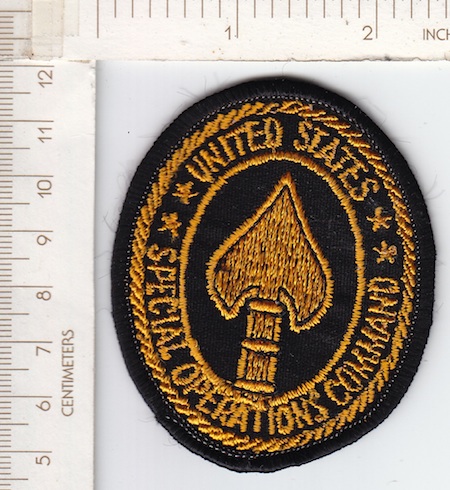 1 2 INCH
12
11
10
9
8
7
6
5
CENTIMETERS
UNITED STATES
SPECIAL OPERATIONS COMMAND